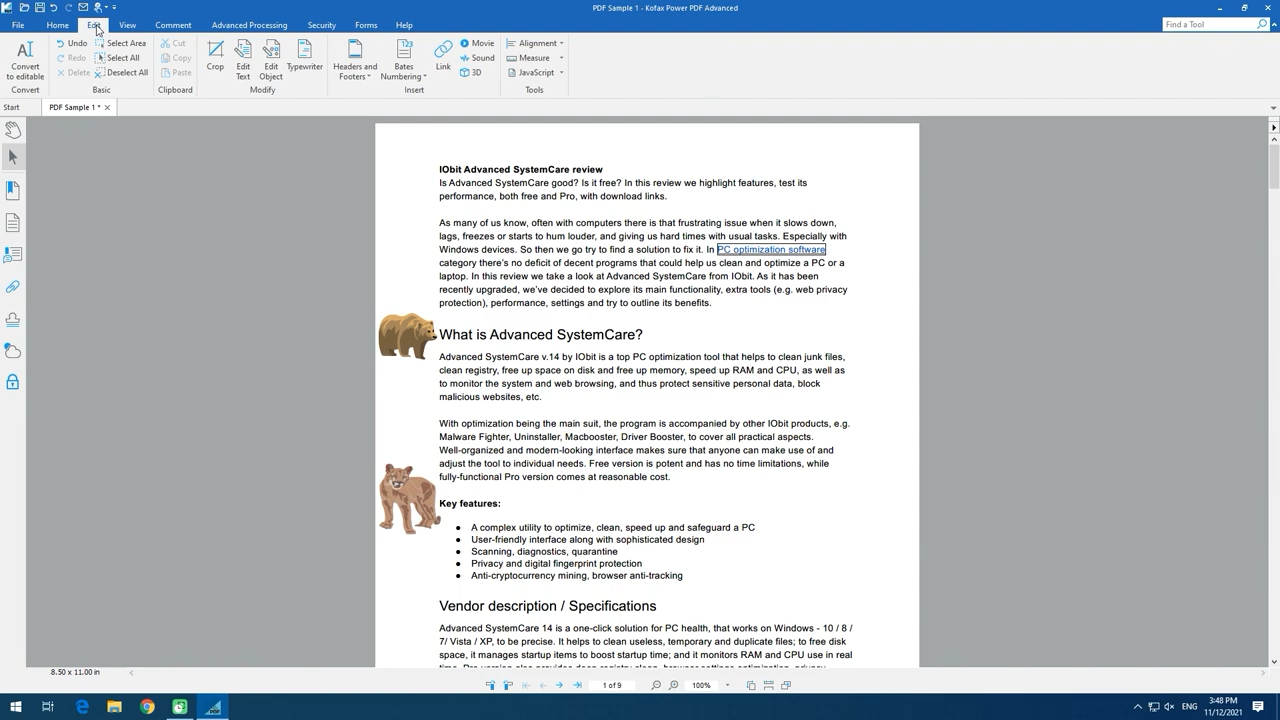 PDF Sample 1 - Kofax Power PDF Advanced
File Home Edit View Comment Advanced Processing Security Forms Help Find a Tool
Convert to editable
Convert
Undo Select Area
Redo Select All
Delete Deselect All
Basic
Cut
Copy
Paste
Clipboard
Crop
Edit Text
Edit Object
Typewriter
Modify
Headers and Footers
123
Bates Numbering
Link
Movie
Sound
3D
Insert
Alignment
Measure
JavaScript
Tools
Start PDF Sample 1 *
IObit Advanced SystemCare review
Is Advanced SystemCare good? Is it free? In this review we highlight features, test its
performance, both free and Pro, with download links.
As many of us know, often with computers there is that frustrating issue when it slows down,
lags, freezes or starts to hum louder, and giving us hard times with usual tasks. Especially with
Windows devices. So then we go try to find a solution to fix it. In PC optimization software
category there's no deficit of decent programs that could help us clean and optimize a PC or a
laptop. In this review we take a look at Advanced SystemCare from IObit. As it has been
recently upgraded, we've decided to explore its main functionality, extra tools (e.g. web privacy
protection), performance, settings and try to outline its benefits.
What is Advanced SystemCare?
Advanced SystemCare v.14 by IObit is a top PC optimization tool that helps to clean junk files,
clean registry, free up space on disk and free up memory, speed up RAM and CPU, as well as
to monitor the system and web browsing, and thus protect sensitive personal data, block
malicious websites, etc.
With optimization being the main suit, the program is accompanied by other IObit products, e.g.
Malware Fighter, Uninstaller, Macbooster, Driver Booster, to cover all practical aspects.
Well-organized and modern-looking interface makes sure that anyone can make use of and
adjust the tool to individual needs. Free version is potent and has no time limitations, while
fully-functional Pro version comes at reasonable cost.
Key features:
● A complex utility to optimize, clean, speed up and safeguard a PC
● User-friendly interface along with sophisticated design
● Scanning, diagnostics, quarantine
● Privacy and digital fingerprint protection
● Anti-cryptocurrency mining, browser anti-tracking
Vendor description / Specifications
Advanced SystemCare 14 is a one-click solution for PC health, that works on Windows - 10 / 8 /
7/ Vista / XP, to be precise. It helps to clean useless, temporary and duplicate files; to free disk
space, it manages startup items to boost startup time; and it monitors RAM and CPU use in real
time. Pro version also provides deep registry clean, browser settings optimization, privacy
8.50 x 11.00 in
1 of 9 100%
ENG
3:48 PM
11/12/2021